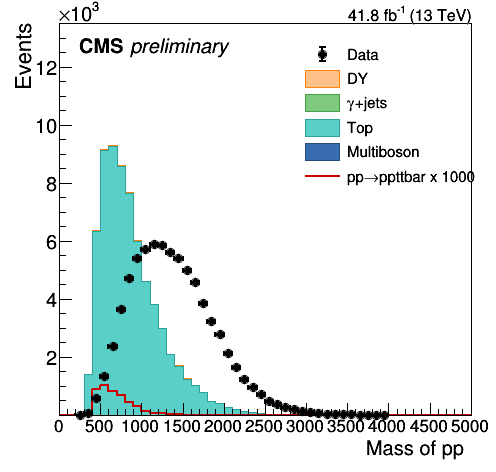 ×10³
41.8 fb⁻¹ (13 TeV)
CMS preliminary
Events
Data
DY
γ+jets
Top
Multiboson
pp→ppttbar x 1000
12
10
8
6
4
2
0 500 1000 1500 2000 2500 3000 3500 4000 4500 5000
Mass of pp